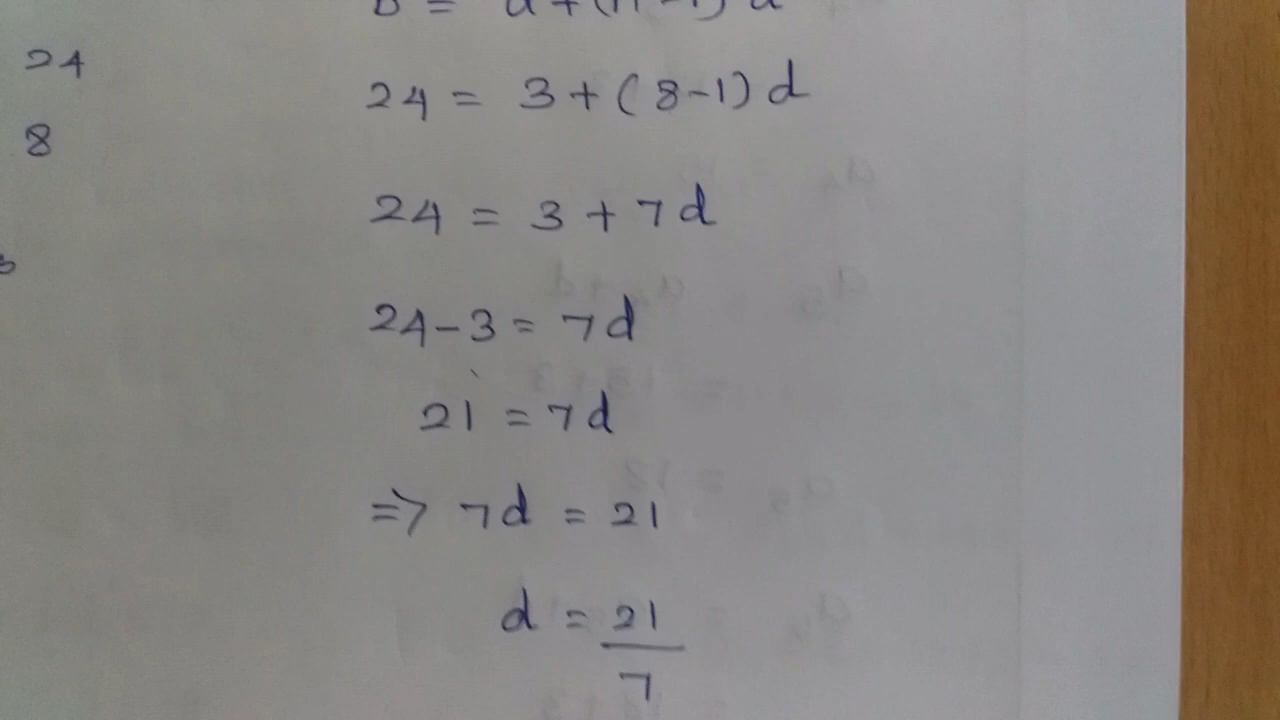 24
8
24 = 3 + (8-1) d
24 = 3 + 7d
24-3 = 7d
21 = 7d
=> 7d = 21
d = 21
7